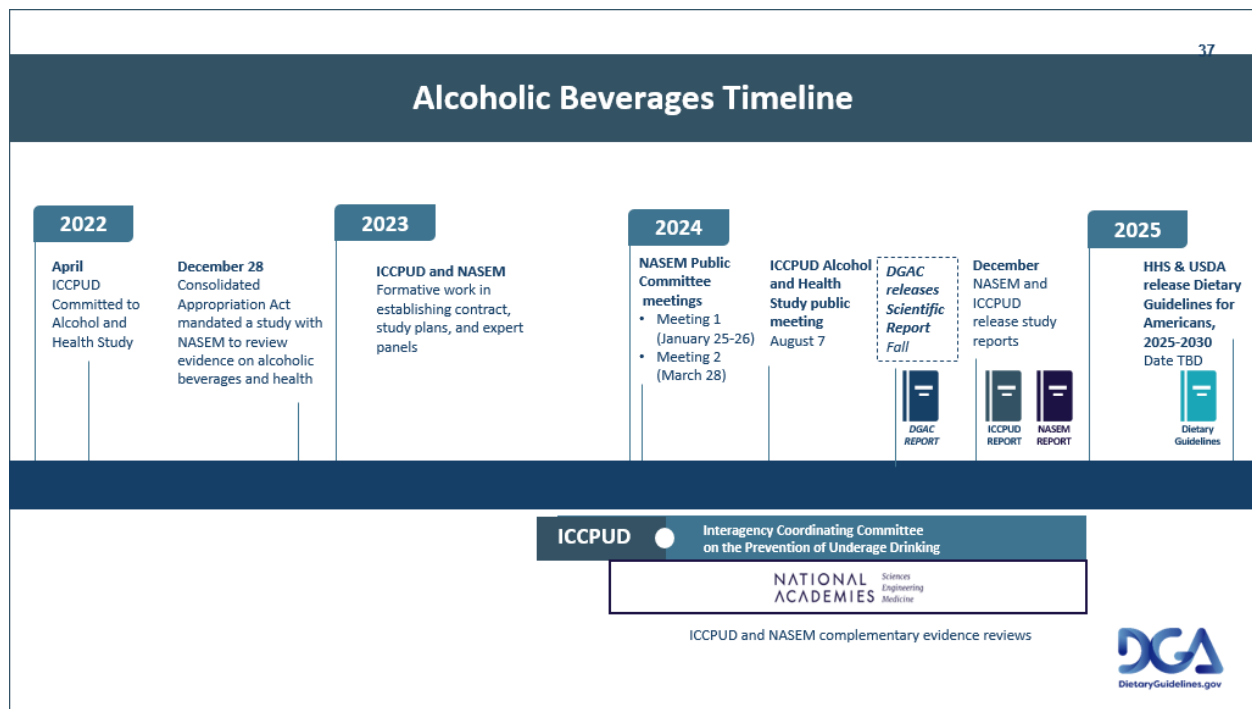 37
Alcoholic Beverages Timeline
2022
April
ICCPUD
Committed to
Alcohol and
Health Study
December 28
Consolidated
Appropriation Act
mandated a study with
NASEM to review
evidence on alcoholic
beverages and health
2023
ICCPUD and NASEM
Formative work in
establishing contract,
study plans, and expert
panels
2024
NASEM Public
Committee
meetings
• Meeting 1
(January 25-26)
• Meeting 2
(March 28)
ICCPUD Alcohol
and Health
Study public
meeting
August 7
DGAC
releases
Scientific
Report
Fall
DGAC
REPORT
December
NASEM and
ICCPUD
release study
reports
ICCPUD
REPORT
NASEM
REPORT
2025
HHS & USDA
release Dietary
Guidelines for
Americans,
2025-2030
Date TBD
Dietary
Guidelines
ICCPUD
Interagency Coordinating Committee
on the Prevention of Underage Drinking
NATIONAL
ACADEMIES
Sciences
Engineering
Medicine
ICCPUD and NASEM complementary evidence reviews
DGA
DietaryGuidelines.gov